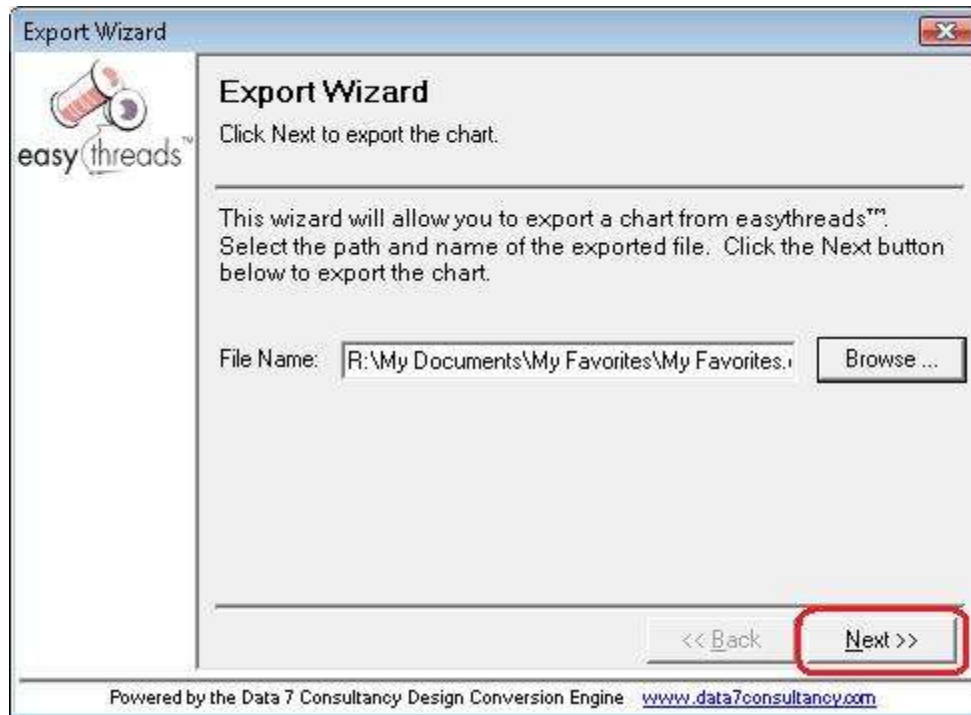 Export Wizard
easythreads™
Export Wizard
Click Next to export the chart.
This wizard will allow you to export a chart from easythreads™.
Select the path and name of the exported file. Click the Next button
below to export the chart.
File Name: R:\My Documents\My Favorites\My Favorites. Browse ...
<< Back Next >>
Powered by the Data 7 Consultancy Design Conversion Engine www.data7consultancy.com